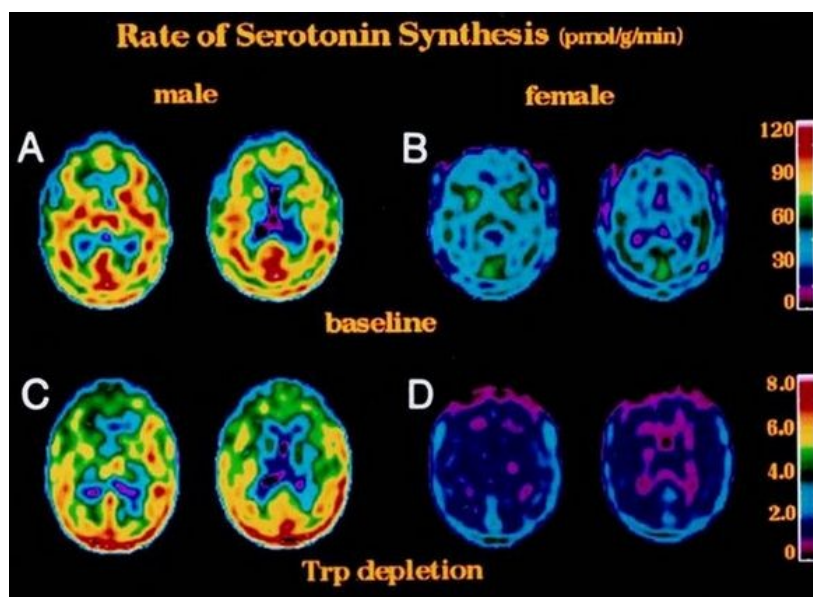 Rate of Serotonin Synthesis (pmol/g/min)
male female
A B
120
90
60
30
0
baseline
C D
8.0
6.0
4.0
2.0
0
Trp depletion